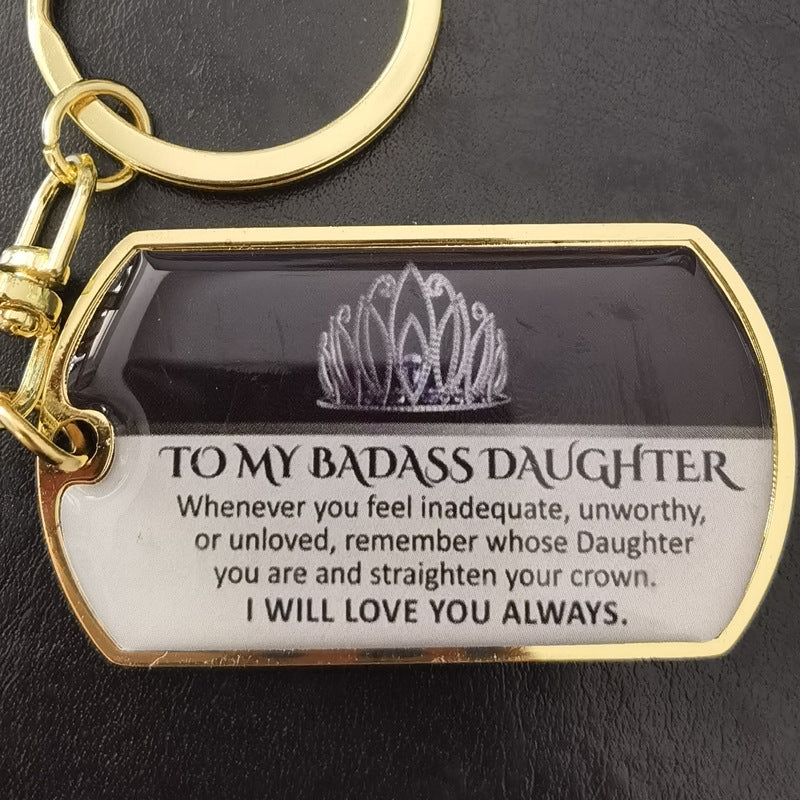 TO MY BADASS DAUGHTER
Whenever you feel inadequate, unworthy,
or unloved, remember whose Daughter
you are and straighten your crown.
I WILL LOVE YOU ALWAYS.